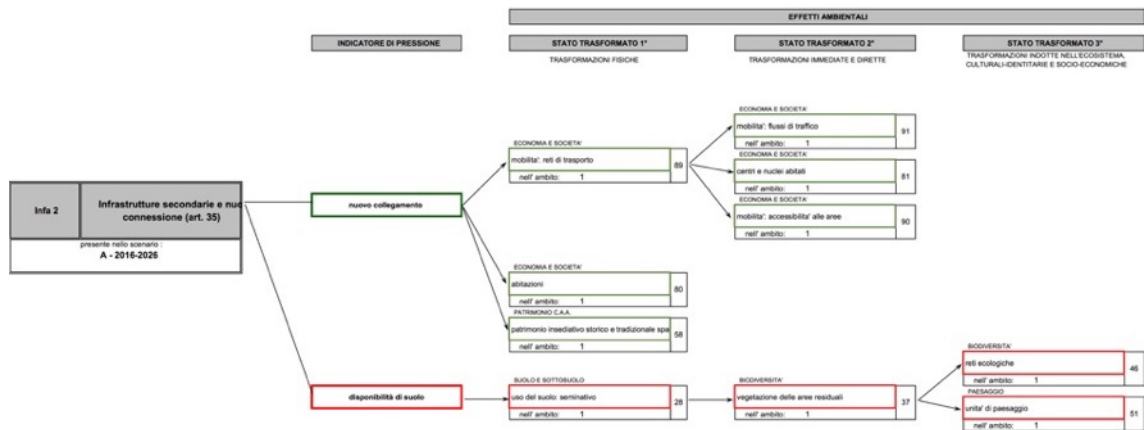 EFFETTI AMBIENTALI
INDICATORE DI PRESSIONE
STATO TRASFORMATO 1°
STATO TRASFORMATO 2°
STATO TRASFORMATO 3°
TRASFORMAZIONI FISICHE
TRASFORMAZIONI IMMEDIATE E DIRETTE
TRASFORMAZIONI INDOTTE NELL'ECOSISTEMA,
CULTURALI-IDENTITARIE E SOCIO-ECONOMICHE
Infa 2
Infrastrutture secondarie e nuo
connessione (art. 35)
presente nello scenario :
A - 2016-2026
nuovo collegamento
ECONOMIA E SOCIETA'
mobilita': reti di trasporto
89
nell' ambito: 1
ECONOMIA E SOCIETA'
mobilita': flussi di traffico
91
nell' ambito: 1
ECONOMIA E SOCIETA'
centri e nuclei abitati
81
nell' ambito: 1
ECONOMIA E SOCIETA'
mobilita': accessibilita' alle aree
90
nell' ambito: 1
ECONOMIA E SOCIETA'
abitazioni
80
nell' ambito: 1
PATRIMONIO C.A.A.
patrimonio insediativo storico e tradizionale spa
58
nell' ambito: 1
disponibilità di suolo
SUOLO E SOTTOSUOLO
uso del suolo: seminativo
28
nell' ambito: 1
BIODIVERSITA'
vegetazione delle aree residuali
37
nell' ambito: 1
BIODIVERSITA'
reti ecologiche
46
nell' ambito: 1
PAESAGGIO
unita' di paesaggio
51
nell' ambito: 1